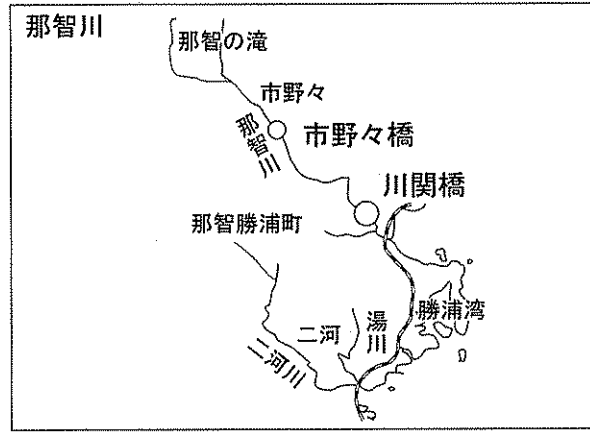 那智川
那智の滝
市野々
那智川
市野々橋
川関橋
那智勝浦町
勝浦湾
湯川
二河
二河川